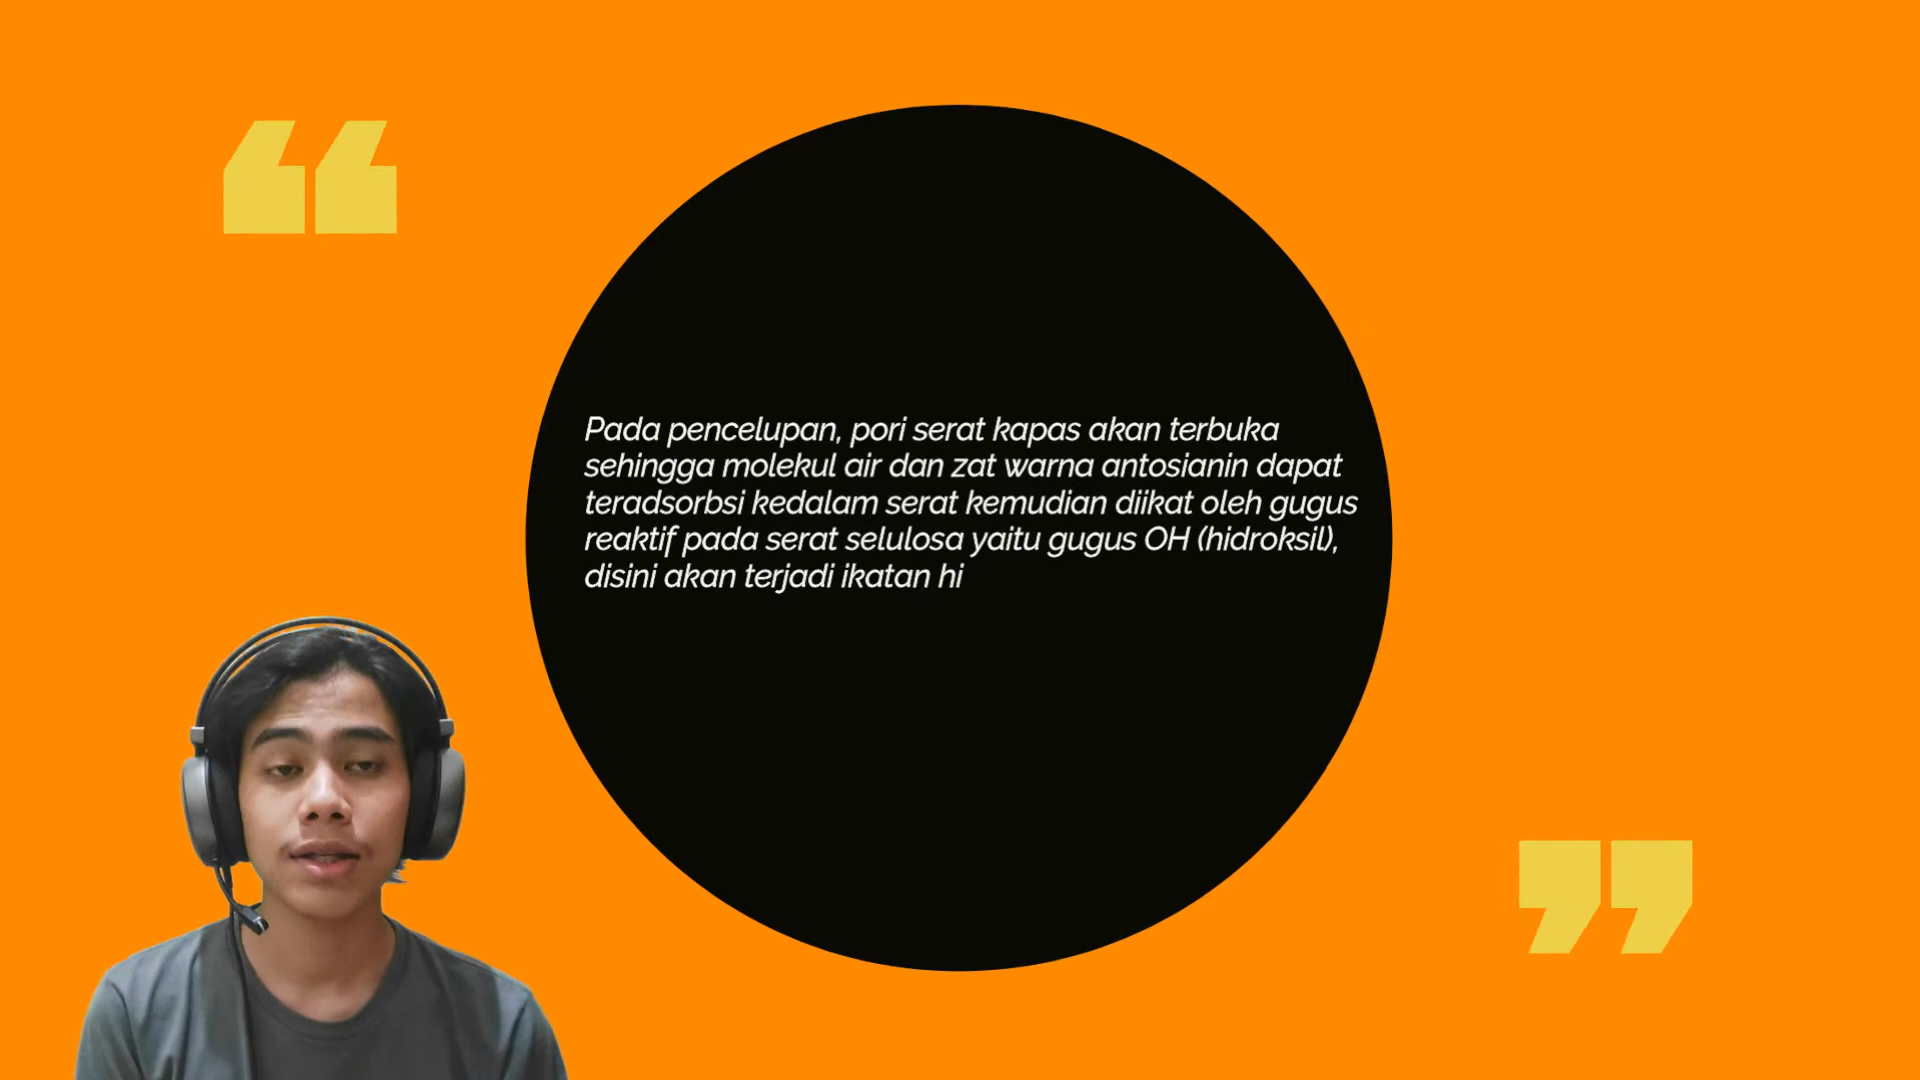 Pada pencelupan, pori serat kapas akan terbuka
sehingga molekul air dan zat warna antosianin dapat
teradsorbsi kedalam serat kemudian diikat oleh gugus
reaktif pada serat selulosa yaitu gugus OH (hidroksil),
disini akan terjadi ikatan hi